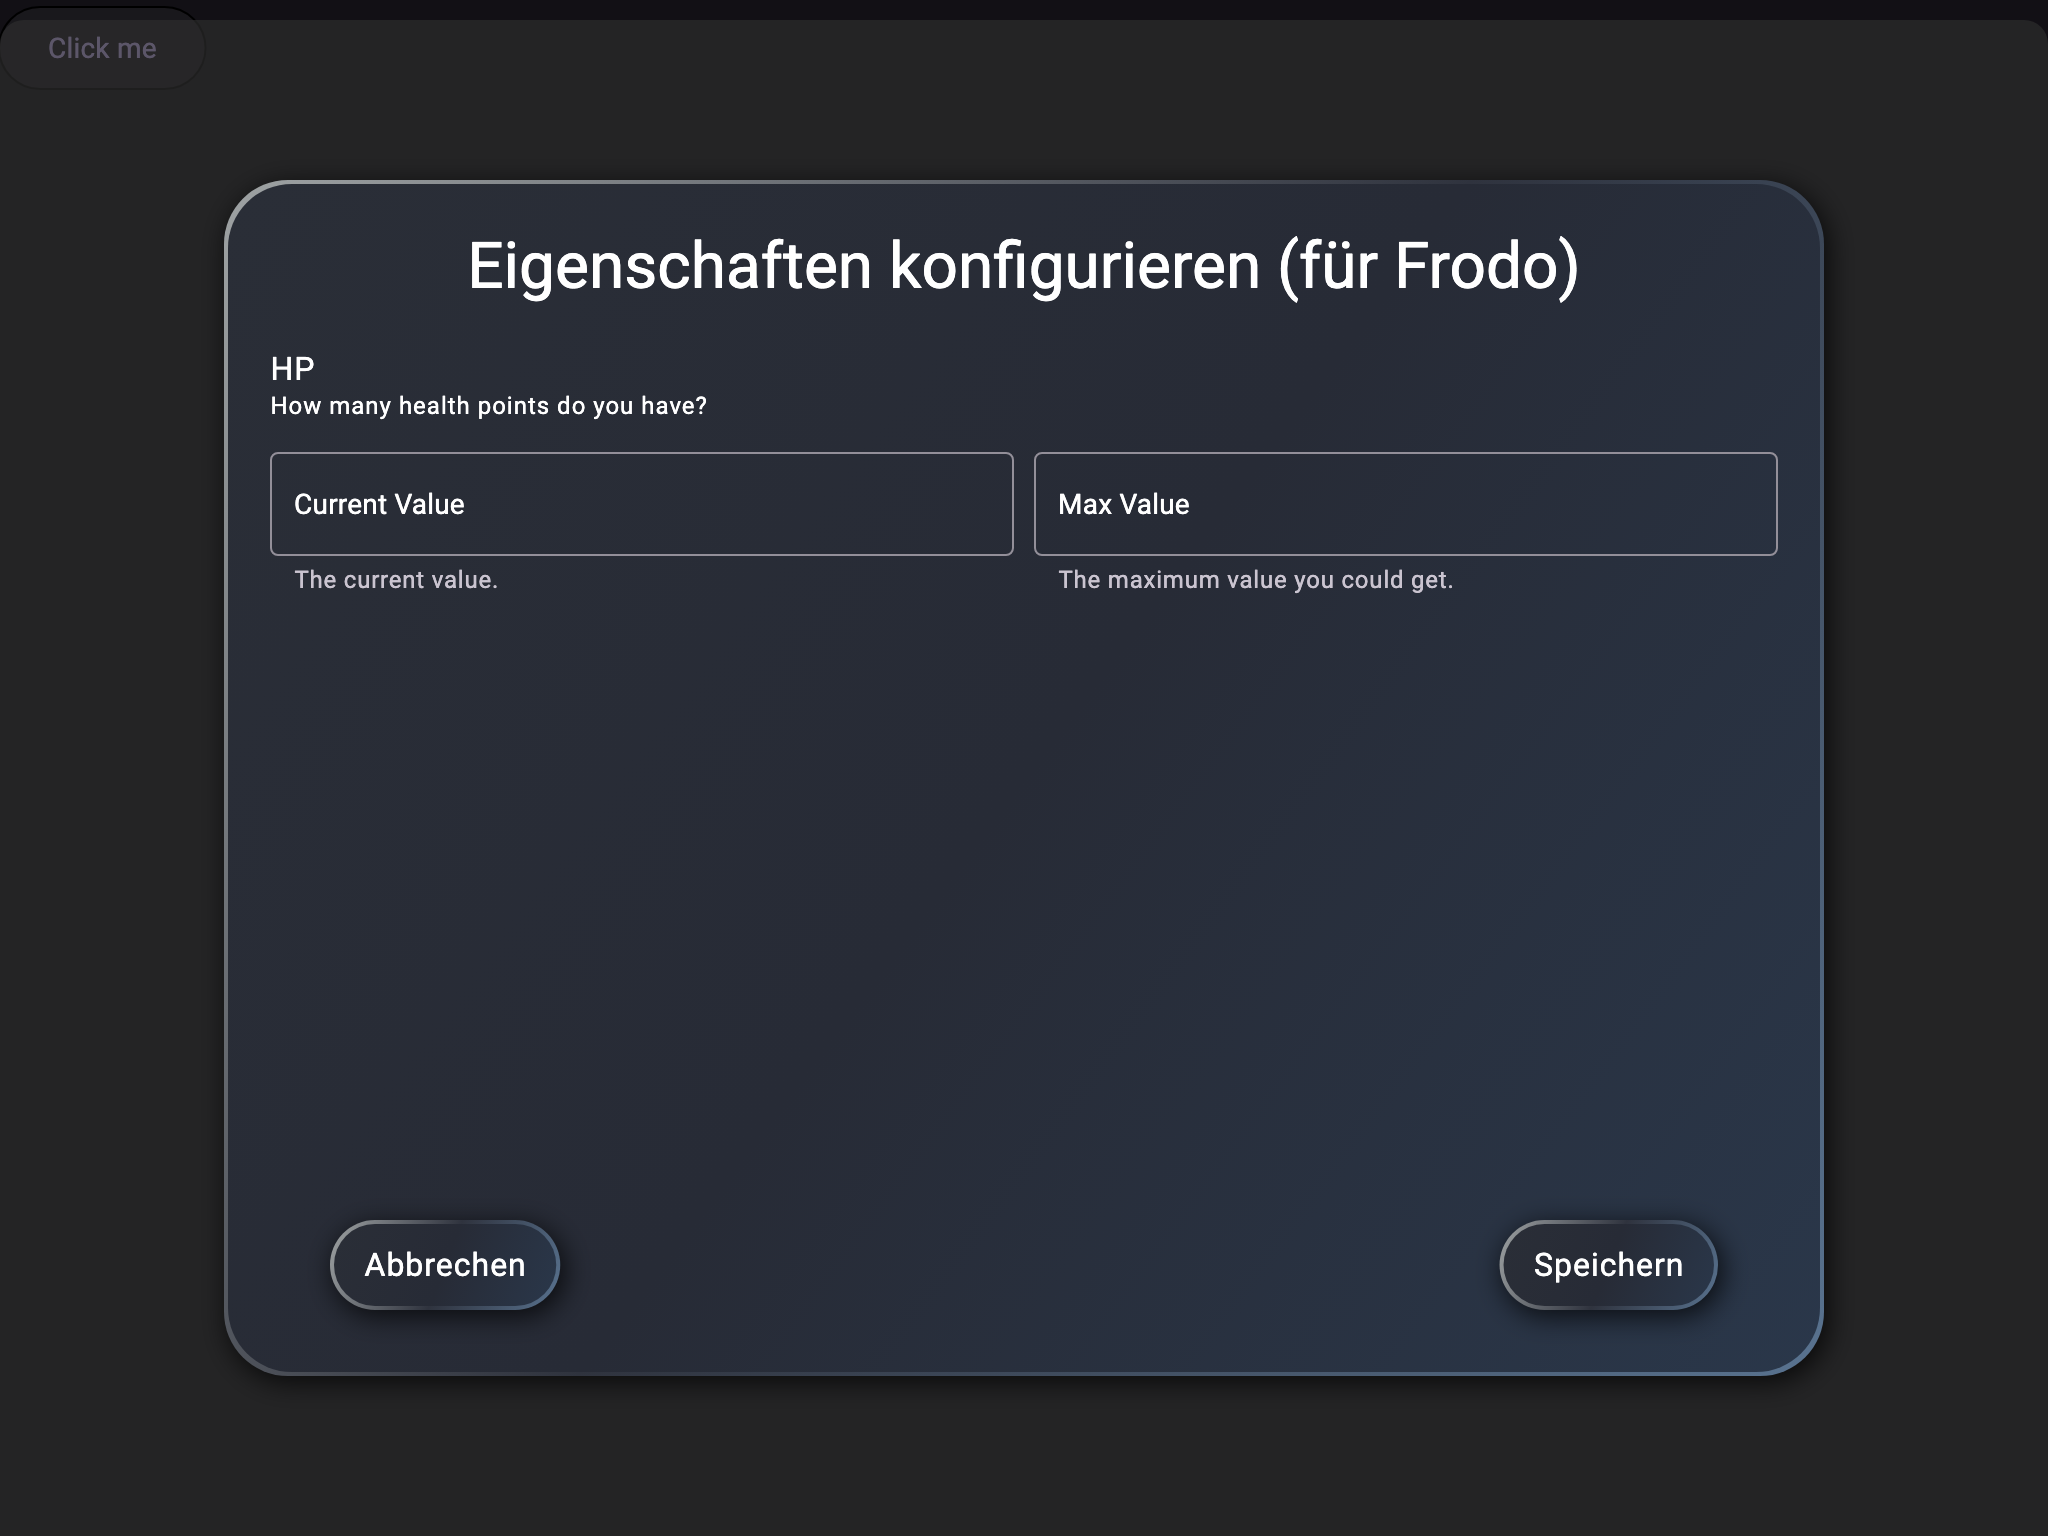 Click me
Eigenschaften konfigurieren (für Frodo)
HP
How many health points do you have?
Current Value
Max Value
The current value.
The maximum value you could get.
Abbrechen
Speichern